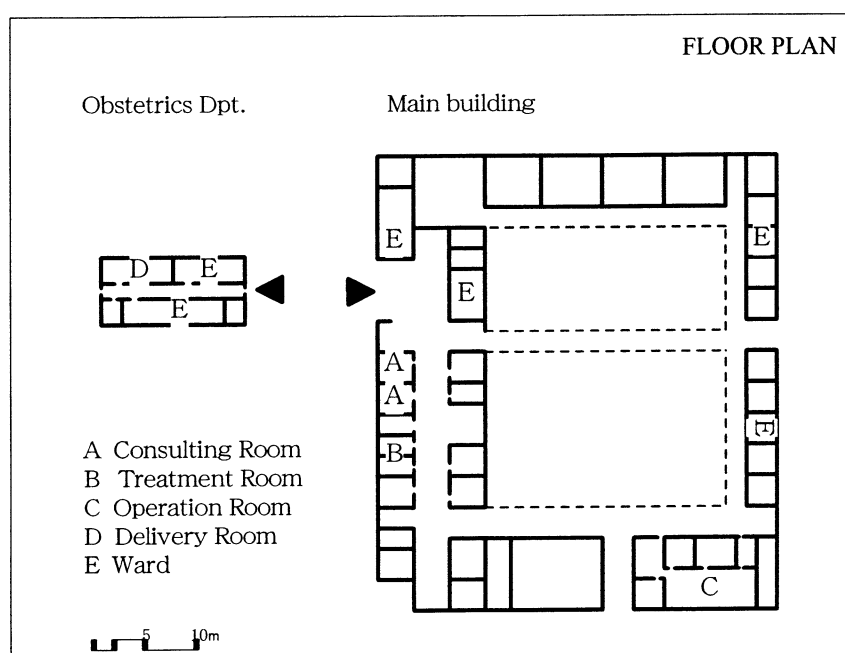 FLOOR PLAN
Obstetrics Dpt.
Main building
E
E
D
E
E
E
A
A
B
E
C
A Consulting Room
B Treatment Room
C Operation Room
D Delivery Room
E Ward
5 10m